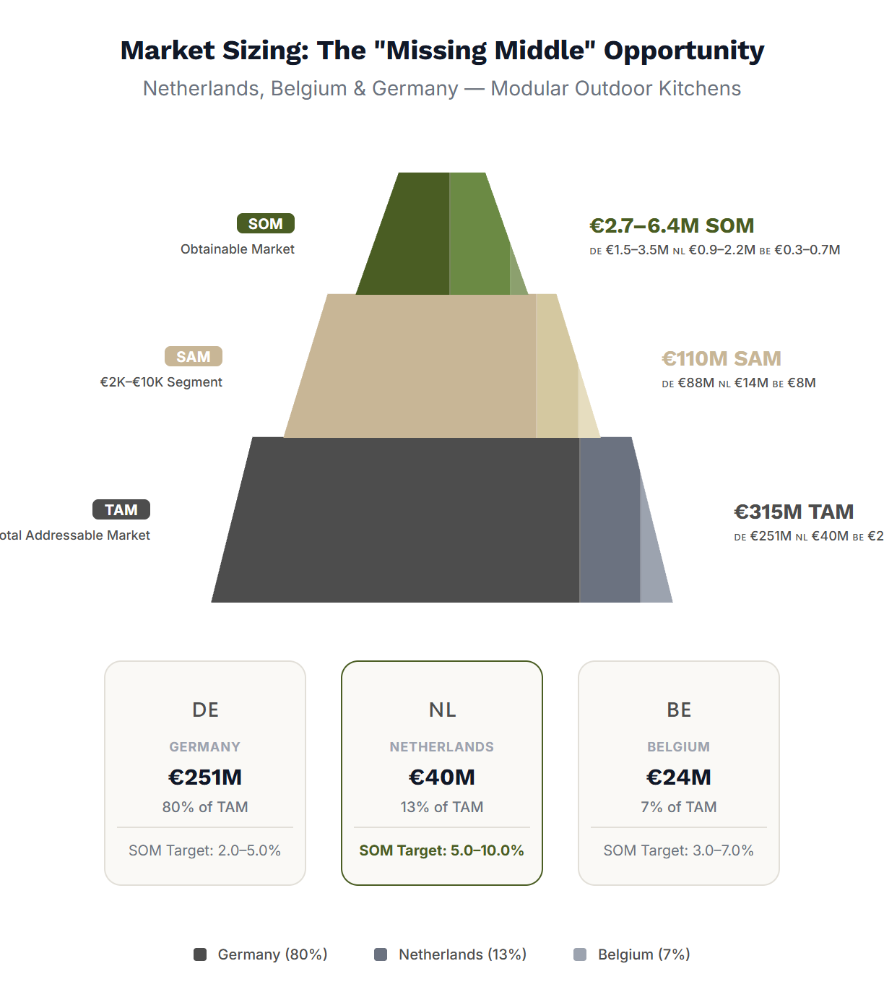 Market Sizing: The "Missing Middle" Opportunity
Netherlands, Belgium & Germany — Modular Outdoor Kitchens
SOM
Obtainable Market
€2.7–6.4M SOM
DE €1.5–3.5M NL €0.9–2.2M BE €0.3–0.7M
SAM
€2K–€10K Segment
€110M SAM
DE €88M NL €14M BE €8M
TAM
otal Addressable Market
€315M TAM
DE €251M NL €40M BE €2
DE
GERMANY
€251M
80% of TAM
SOM Target: 2.0–5.0%
NL
NETHERLANDS
€40M
13% of TAM
SOM Target: 5.0–10.0%
BE
BELGIUM
€24M
7% of TAM
SOM Target: 3.0–7.0%
Germany (80%)
Netherlands (13%)
Belgium (7%)